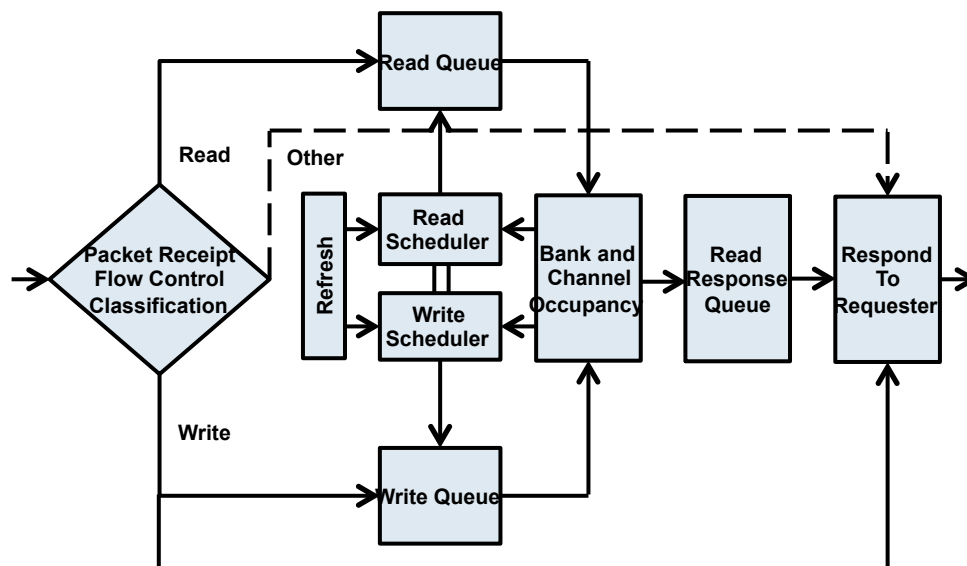 Read Queue
Read
Other
Packet Receipt
Flow Control
Classification
Refresh
Read
Scheduler
Write
Scheduler
Bank and
Channel
Occupancy
Read
Response
Queue
Respond
To
Requester
Write
Write Queue